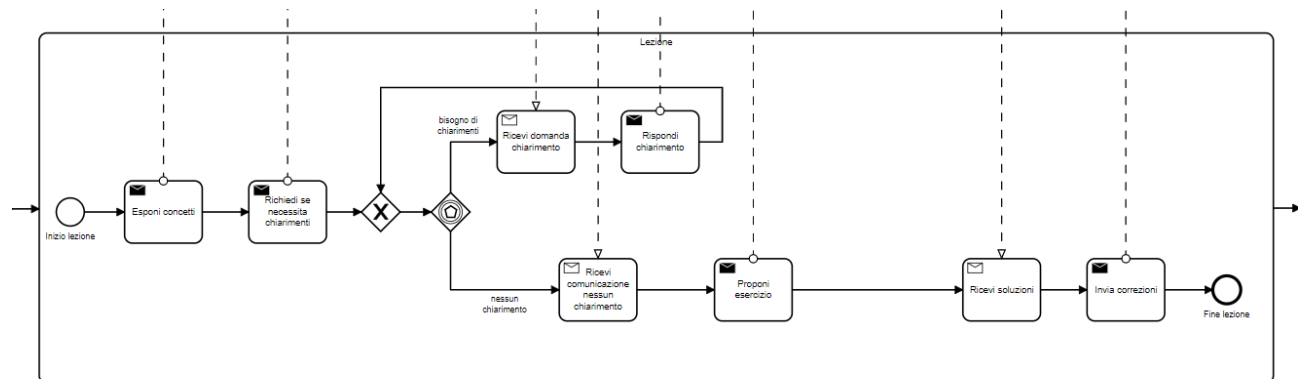 Lezione
bisogno di
chiarimenti
Ricevi domanda
chiarimento
Rispondi
chiarimento
Inizio lezione
Esponi concetti
Richiedi se
necessita
chiarimenti
X
nessun
chiarimento
Ricevi
comunicazione
nessun
chiarimento
Proponi
esercizio
Ricevi soluzioni
Invia correzioni
Fine lezione